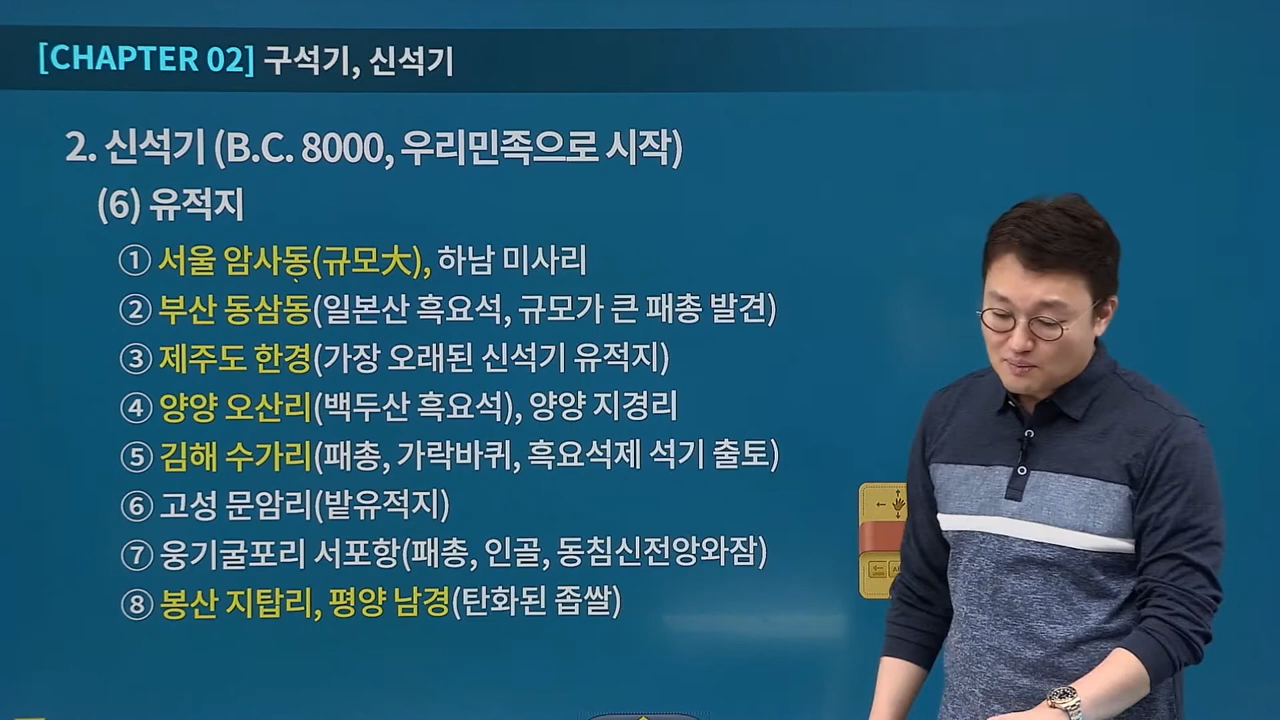 [CHAPTER 02] 구석기, 신석기
2. 신석기 (B.C. 8000, 우리민족으로 시작)
(6) 유적지
① 서울 암사동(규모大), 하남 미사리
② 부산 동삼동(일본산 흑요석, 규모가 큰 패총 발견)
③ 제주도 한경(가장 오래된 신석기 유적지)
④ 양양 오산리(백두산 흑요석), 양양 지경리
⑤ 김해 수가리(패총, 가락바퀴, 흑요석제 석기 출토)
⑥ 고성 문암리(밭유적지)
⑦ 웅기굴포리 서포항(패총, 인골, 동침신전앙와잠)
⑧ 봉산 지탑리, 평양 남경(탄화된 좁쌀)